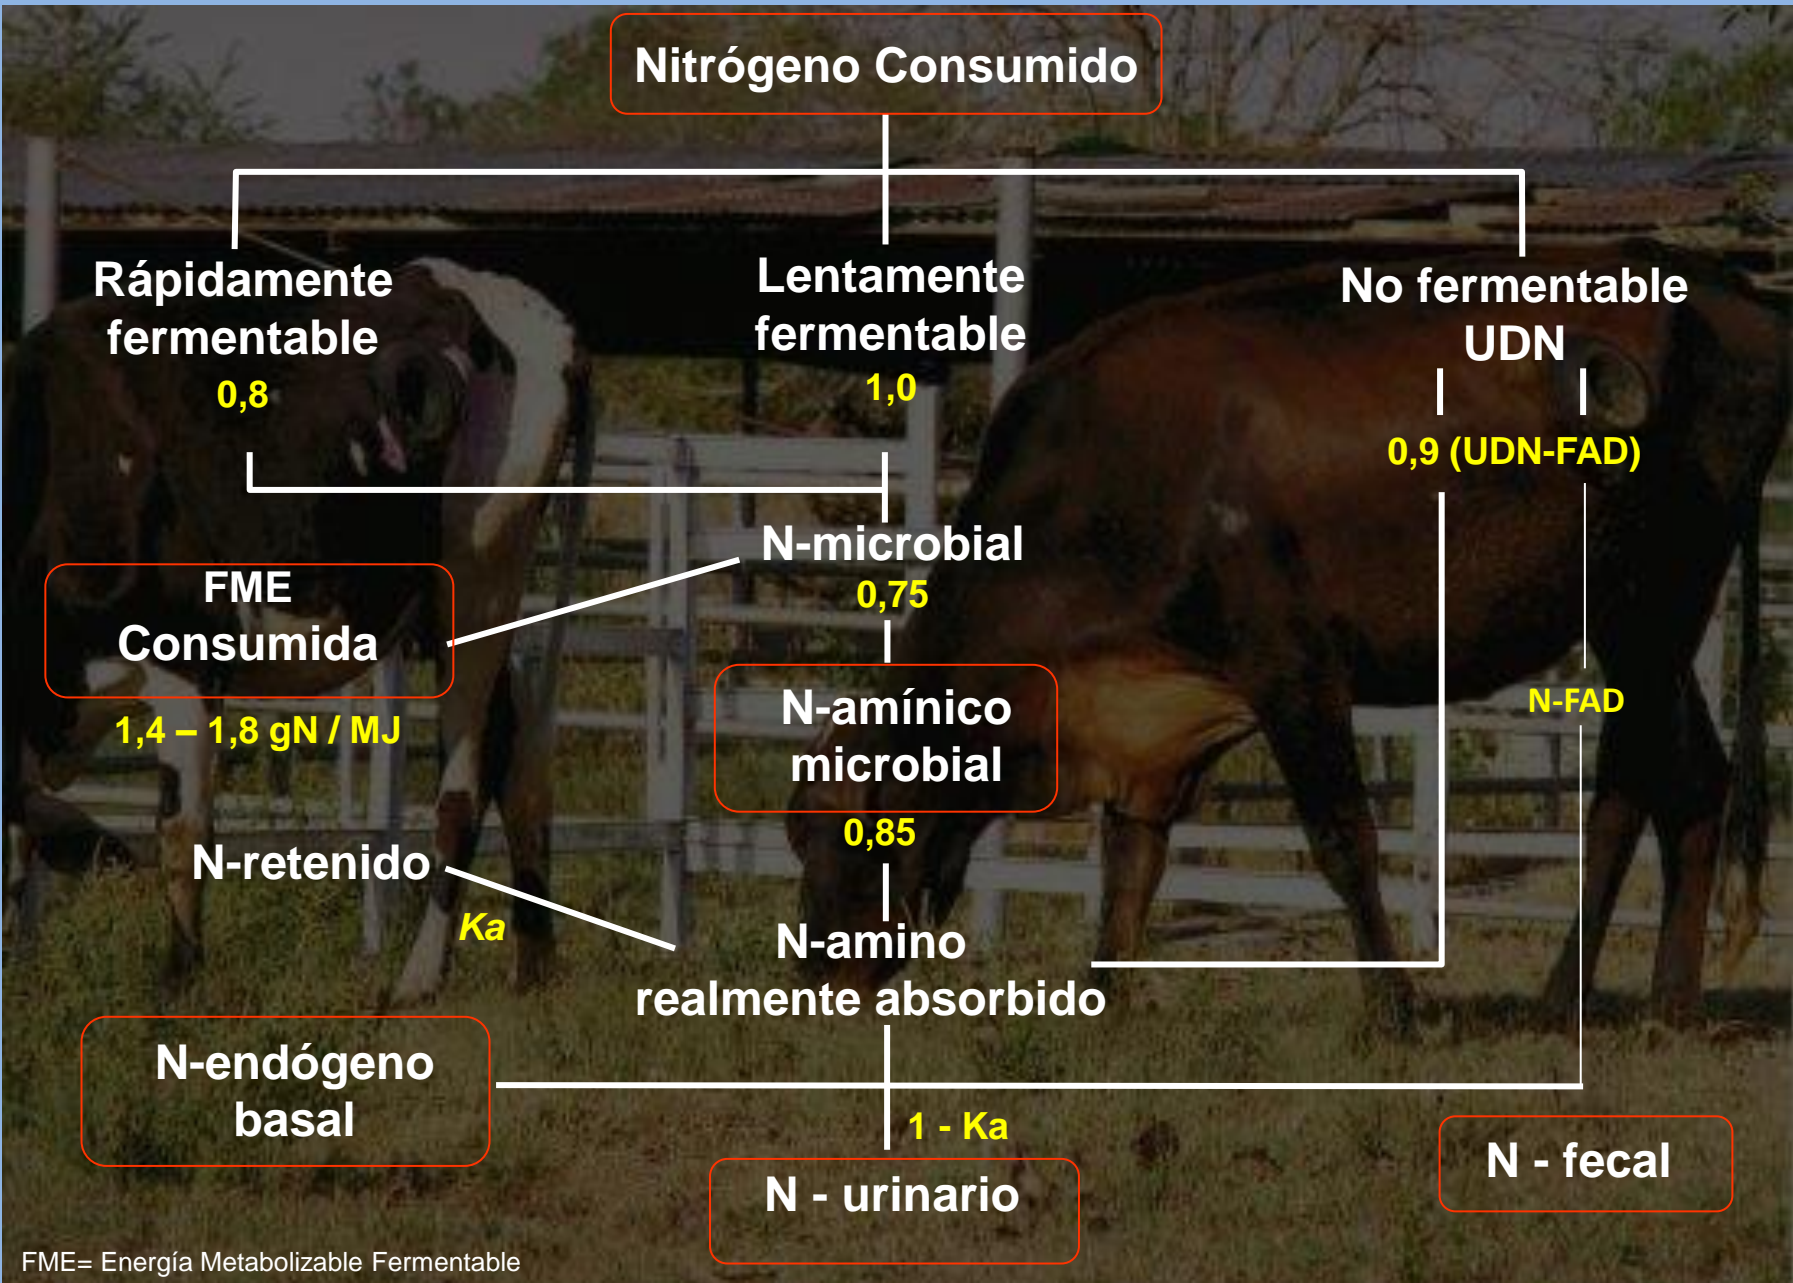 Nitrógeno Consumido
Rápidamente
fermentable
0,8
Lentamente
fermentable
1,0
No fermentable
UDN
0,9 (UDN-FAD)
N-microbial
0,75
FME
Consumida
1,4 – 1,8 gN / MJ
N-amínico
microbial
0,85
N-FAD
N-retenido
Ka
N-amino
realmente absorbido
N-endógeno
basal
1 - Ka
N - urinario
N - fecal
FME= Energía Metabolizable Fermentable